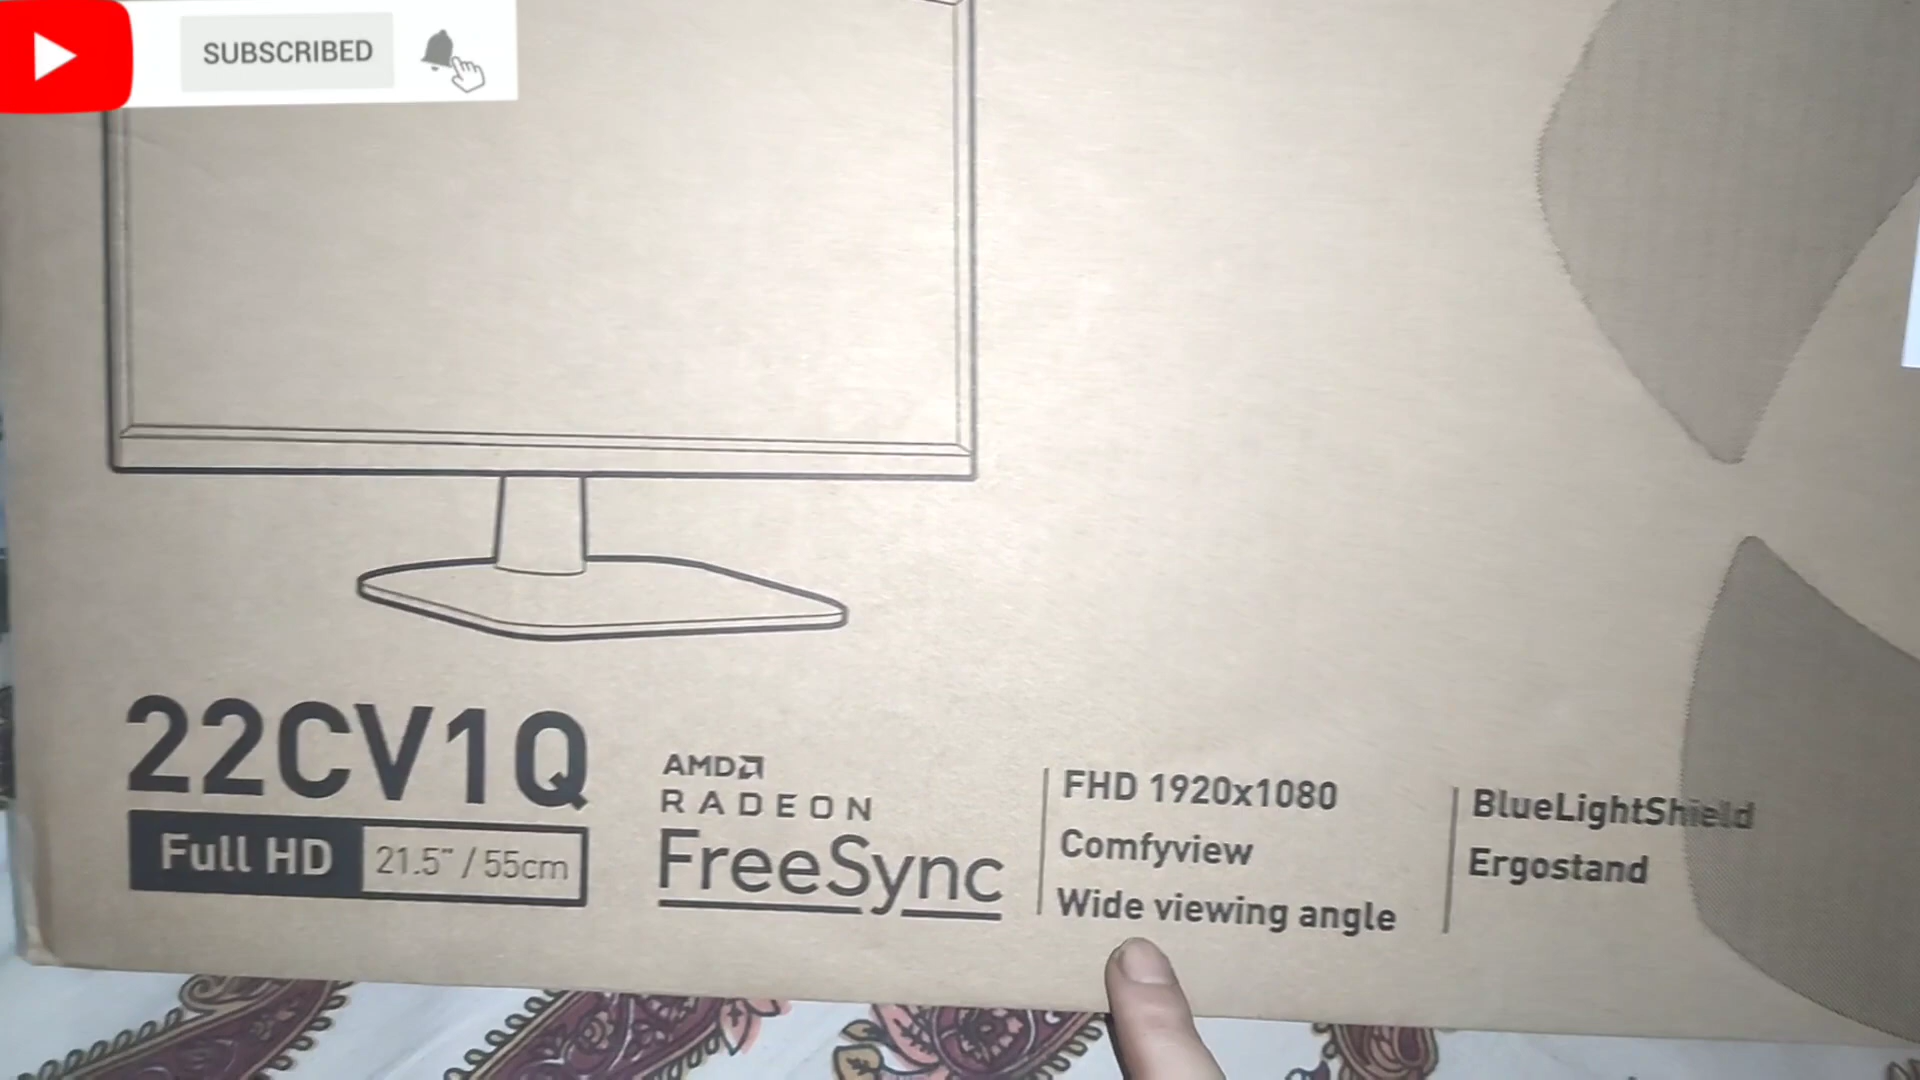 SUBSCRIBED
22CV1Q
Full HD 21.5" / 55cm
AMD
RADEON
FreeSync
FHD 1920x1080
Comfyview
Wide viewing angle
BlueLightShield
Ergostand